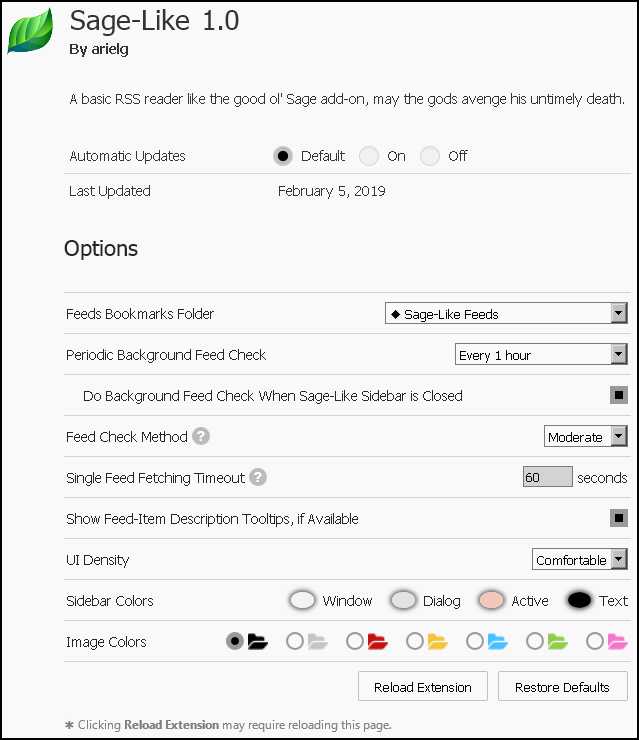 Sage-Like 1.0
By arielg
A basic RSS reader like the good ol' Sage add-on, may the gods avenge his untimely death.
Automatic Updates Default On Off
Last Updated February 5, 2019
Options
Feeds Bookmarks Folder ◆ Sage-Like Feeds
Periodic Background Feed Check Every 1 hour
Do Background Feed Check When Sage-Like Sidebar is Closed
Feed Check Method ? Moderate
Single Feed Fetching Timeout ? 60 seconds
Show Feed-Item Description Tooltips, if Available
UI Density Comfortable
Sidebar Colors Window Dialog Active Text
Image Colors
Reload Extension Restore Defaults
✱ Clicking Reload Extension may require reloading this page.